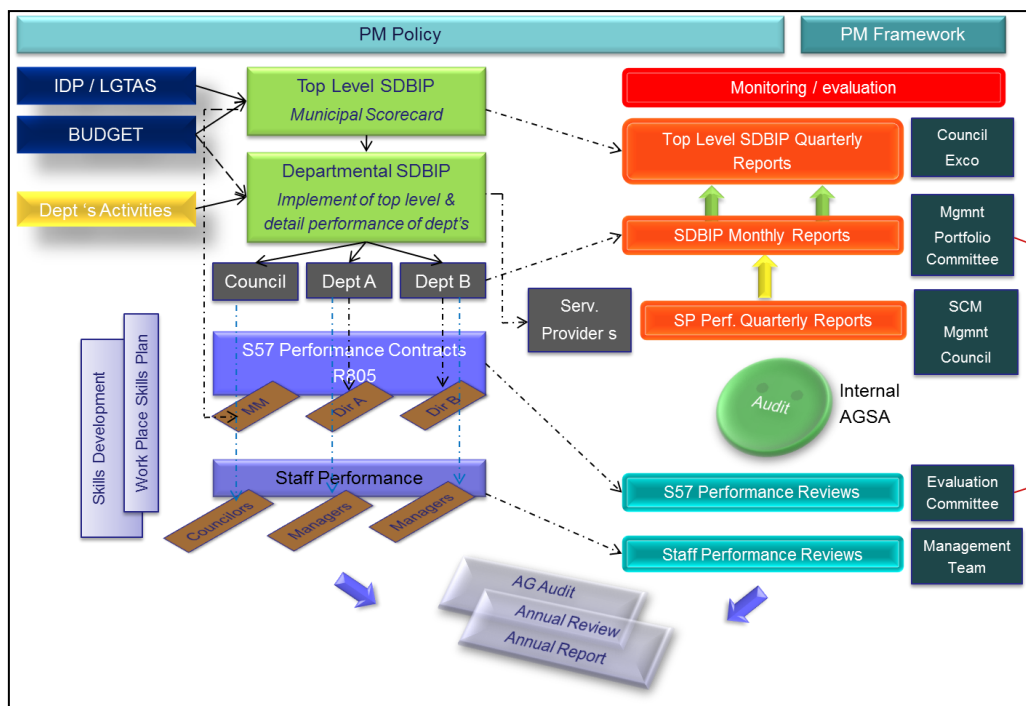 PM Policy
PM Framework
IDP / LGTAS
BUDGET
Dept 's Activities
Top Level SDBIP
Municipal Scorecard
Departmental SDBIP
Implement of top level &
detail performance of dept's
Council
Dept A
Dept B
Serv.
Provider s
S57 Performance Contracts
R805
MM
Dir A
Dir B
Staff Performance
Councilors
Managers
Managers
Skills Development
Work Place Skills Plan
Monitoring / evaluation
Top Level SDBIP Quarterly
Reports
Council
Exco
SDBIP Monthly Reports
Mgmnt
Portfolio
Committee
SP Perf. Quarterly Reports
SCM
Mgmnt
Council
Audit
Internal
AGSA
S57 Performance Reviews
Evaluation
Committee
Staff Performance Reviews
Management
Team
AG Audit
Annual Review
Annual Report